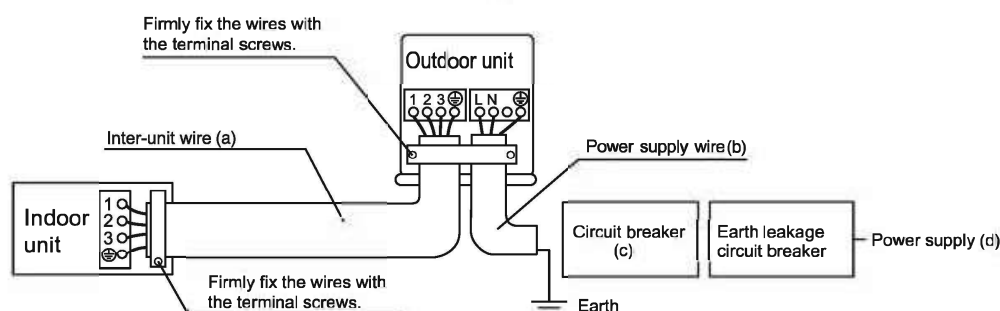 Firmly fix the wires with
the terminal screws.
Outdoor unit
1 2 3 ⏚ L N ⏚
Inter-unit wire (a)
Power supply wire(b)
Indoor
unit
1
2
3
⏚
Circuit breaker
(c)
Earth leakage
circuit breaker
Power supply (d)
Firmly fix the wires with
the terminal screws.
Earth